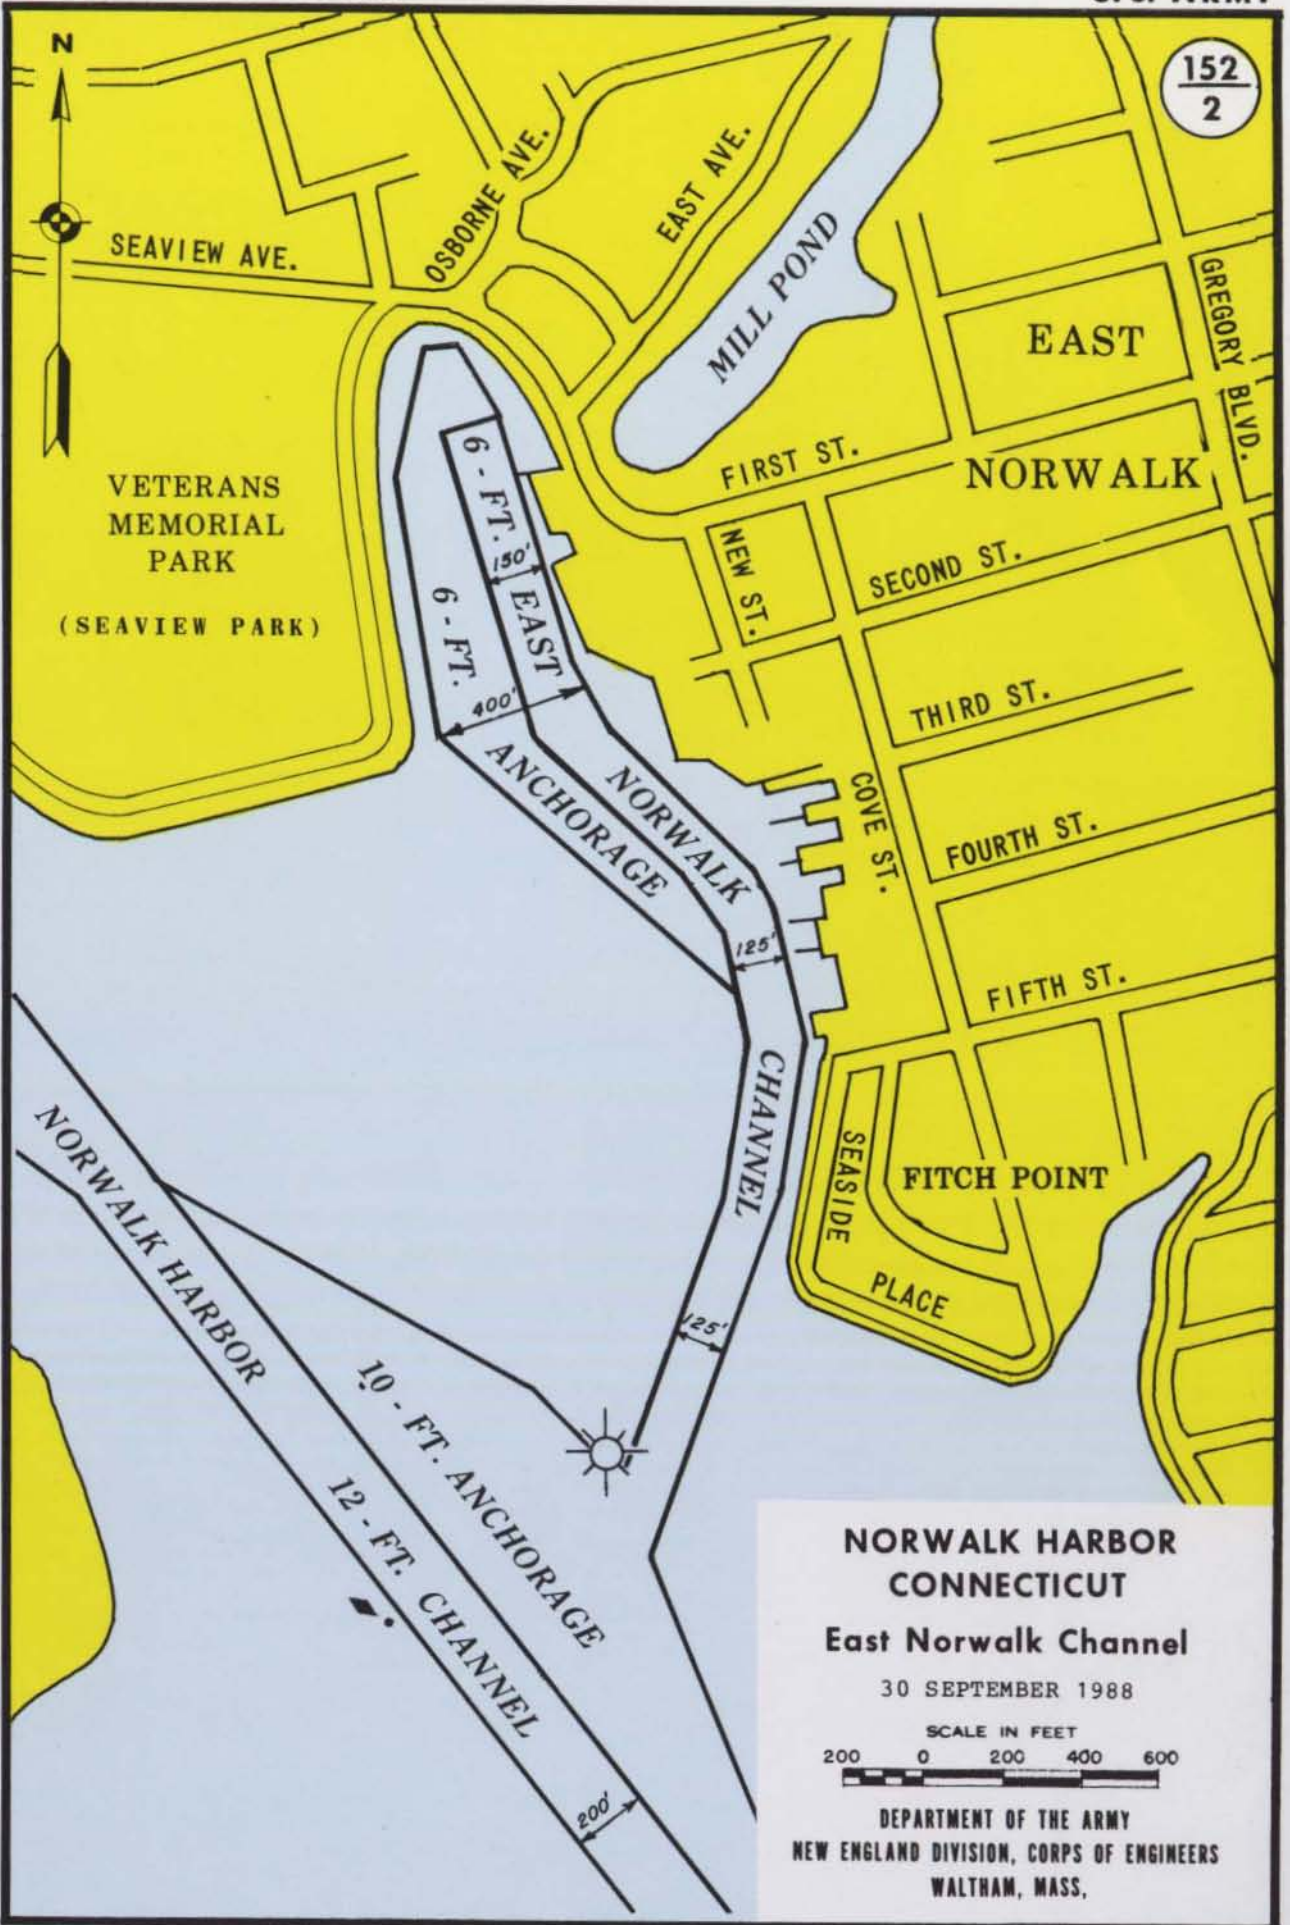 U. S. ARMY
N
152
2
SEAVIEW AVE.
OSBORNE AVE.
EAST AVE.
MILL POND
GREGORY BLVD.
EAST
NORWALK
FIRST ST.
VETERANS
MEMORIAL
PARK
(SEAVIEW PARK)
6 - FT.
150'
EAST
6 - FT.
400'
NEW ST.
SECOND ST.
THIRD ST.
ANCHORAGE
NORWALK
COVE ST.
FOURTH ST.
125'
FIFTH ST.
CHANNEL
SEASIDE
FITCH POINT
PLACE
125'
NORWALK HARBOR
10 - FT. ANCHORAGE
12 - FT. CHANNEL
200'
NORWALK HARBOR
CONNECTICUT
East Norwalk Channel
30 SEPTEMBER 1988
SCALE IN FEET
200 0 200 400 600
DEPARTMENT OF THE ARMY
NEW ENGLAND DIVISION, CORPS OF ENGINEERS
WALTHAM, MASS,